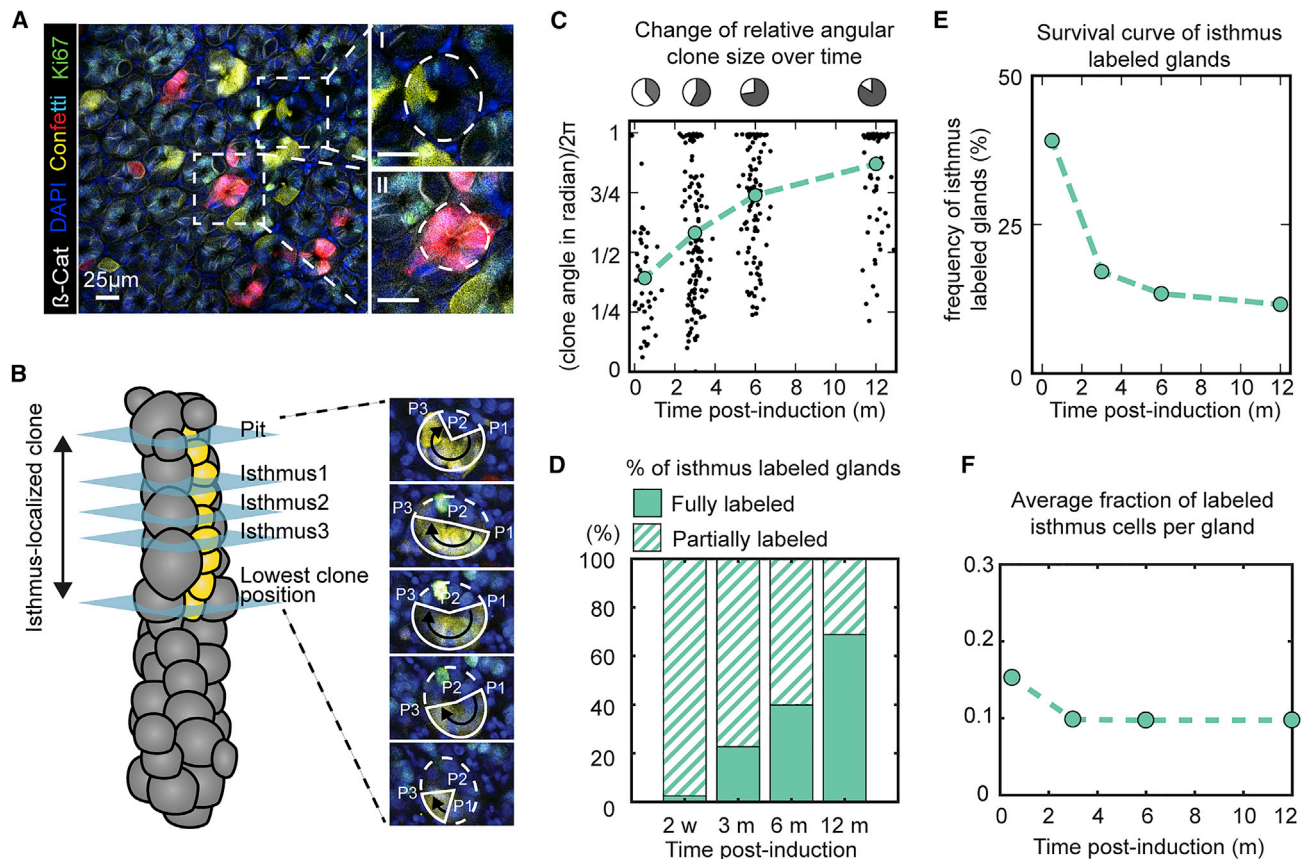 A
ß-Cat DAPI Confetti Ki67
25µm
I
II
B
Isthmus-localized clone
Pit
Isthmus1
Isthmus2
Isthmus3
Lowest clone
position
P3
P2
P1
P3
P2
P1
P3
P2
P1
P3
P2
P1
P3
P2
P1
C
Change of relative angular
clone size over time
(clone angle in radian)/2π
1
3/4
1/2
1/4
0
0 2 4 6 8 10 12
Time post-induction (m)
D
% of isthmus labeled glands
Fully labeled
Partially labeled
(%)
100
80
60
40
20
0
2 w 3 m 6 m 12 m
Time post-induction
E
Survival curve of isthmus
labeled glands
frequency of isthmus
labeled glands (%)
50
25
0
0 2 4 6 8 10 12
Time post-induction (m)
F
Average fraction of labeled
isthmus cells per gland
0.3
0.2
0.1
0
0 2 4 6 8 10 12
Time post-induction (m)